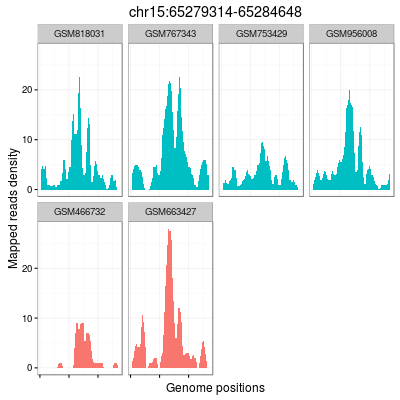 chr15:65279314-65284648
GSM818031 GSM767343 GSM753429 GSM956008
20
10
0
GSM466732 GSM663427
20
10
0
Mapped reads density
Genome positions